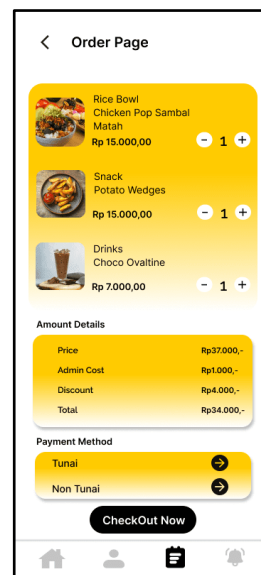 Order Page
Rice Bowl
Chicken Pop Sambal
Matah
Rp 15.000,00
- 1 +
Snack
Potato Wedges
Rp 15.000,00
- 1 +
Drinks
Choco Ovaltine
Rp 7.000,00
- 1 +
Amount Details
Price Rp37.000,-
Admin Cost Rp1.000,-
Discount Rp4.000,-
Total Rp34.000,-
Payment Method
Tunai
Non Tunai
CheckOut Now